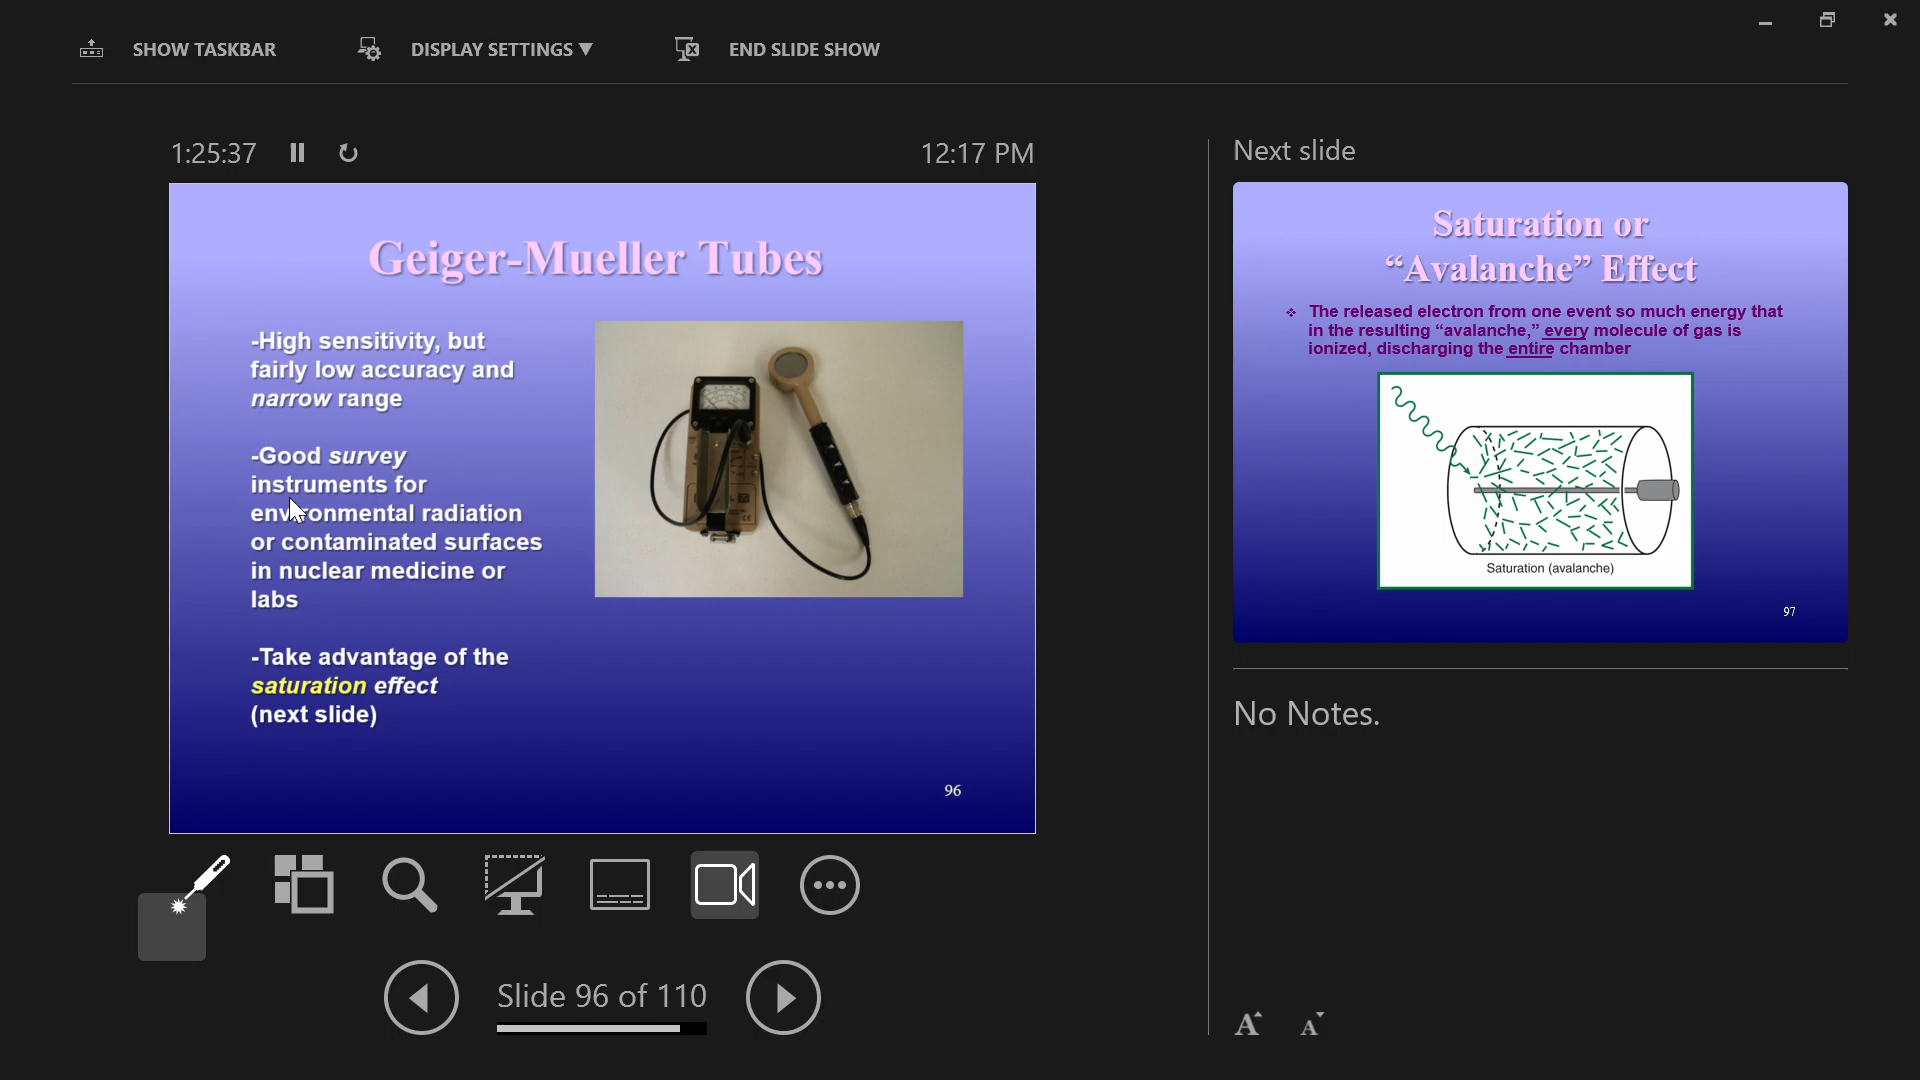 SHOW TASKBAR
DISPLAY SETTINGS ▼
END SLIDE SHOW
1:25:37
12:17 PM
Geiger-Mueller Tubes
-High sensitivity, but
fairly low accuracy and
narrow range
-Good survey
instruments for
environmental radiation
or contaminated surfaces
in nuclear medicine or
labs
-Take advantage of the
saturation effect
(next slide)
96
Slide 96 of 110
Next slide
Saturation or
“Avalanche” Effect
❖ The released electron from one event so much energy that
in the resulting “avalanche,” every molecule of gas is
ionized, discharging the entire chamber
Saturation (avalanche)
97
No Notes.
A A